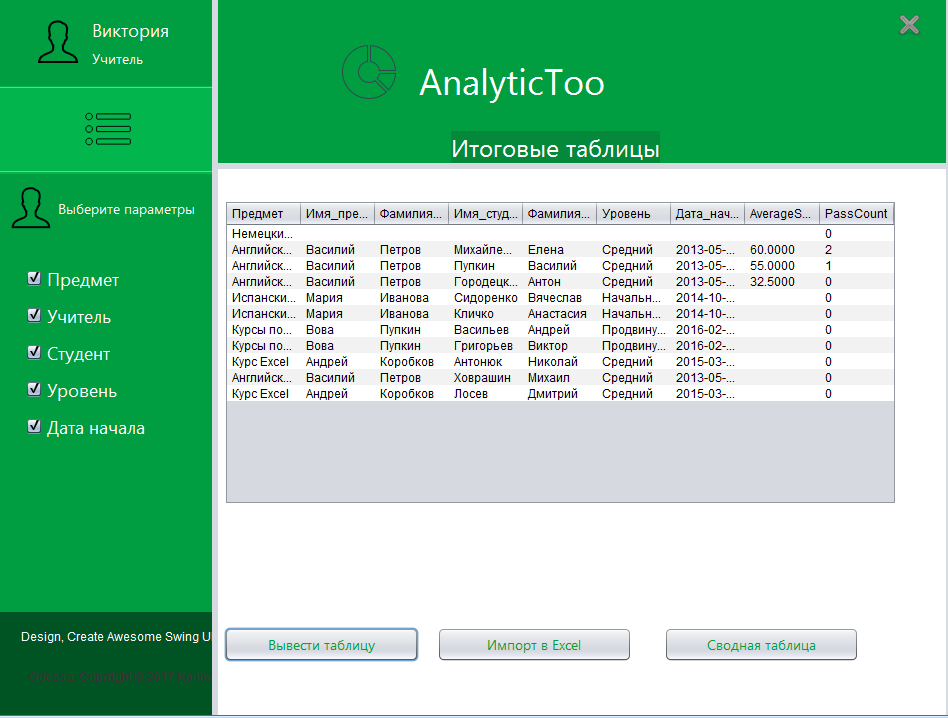 Виктория
Учитель
Выберите параметры
Предмет
Учитель
Студент
Уровень
Дата начала
Design, Create Awesome Swing U
AnalyticToo
Итоговые таблицы
Предмет Имя_пре... Фамилия... Имя_студ... Фамилия... Уровень Дата_нач... AverageS... PassCount
Немецки... 0
Английск... Василий Петров Михайле... Елена Средний 2013-05-... 60.0000 2
Английск... Василий Петров Пупкин Василий Средний 2013-05-... 55.0000 1
Английск... Василий Петров Городецк... Антон Средний 2013-05-... 32.5000 0
Испански... Мария Иванова Сидоренко Вячеслав Начальн... 2014-10-... 0
Испански... Мария Иванова Кличко Анастасия Начальн... 2014-10-... 0
Курсы по... Вова Пупкин Васильев Андрей Продвину... 2016-02-... 0
Курсы по... Вова Пупкин Григорьев Виктор Продвину... 2016-02-... 0
Курс Excel Андрей Коробков Антонюк Николай Средний 2015-03-... 0
Английск... Василий Петров Ховрашин Михаил Средний 2013-05-... 0
Курс Excel Андрей Коробков Лосев Дмитрий Средний 2015-03-... 0
Вывести таблицу
Импорт в Excel
Сводная таблица